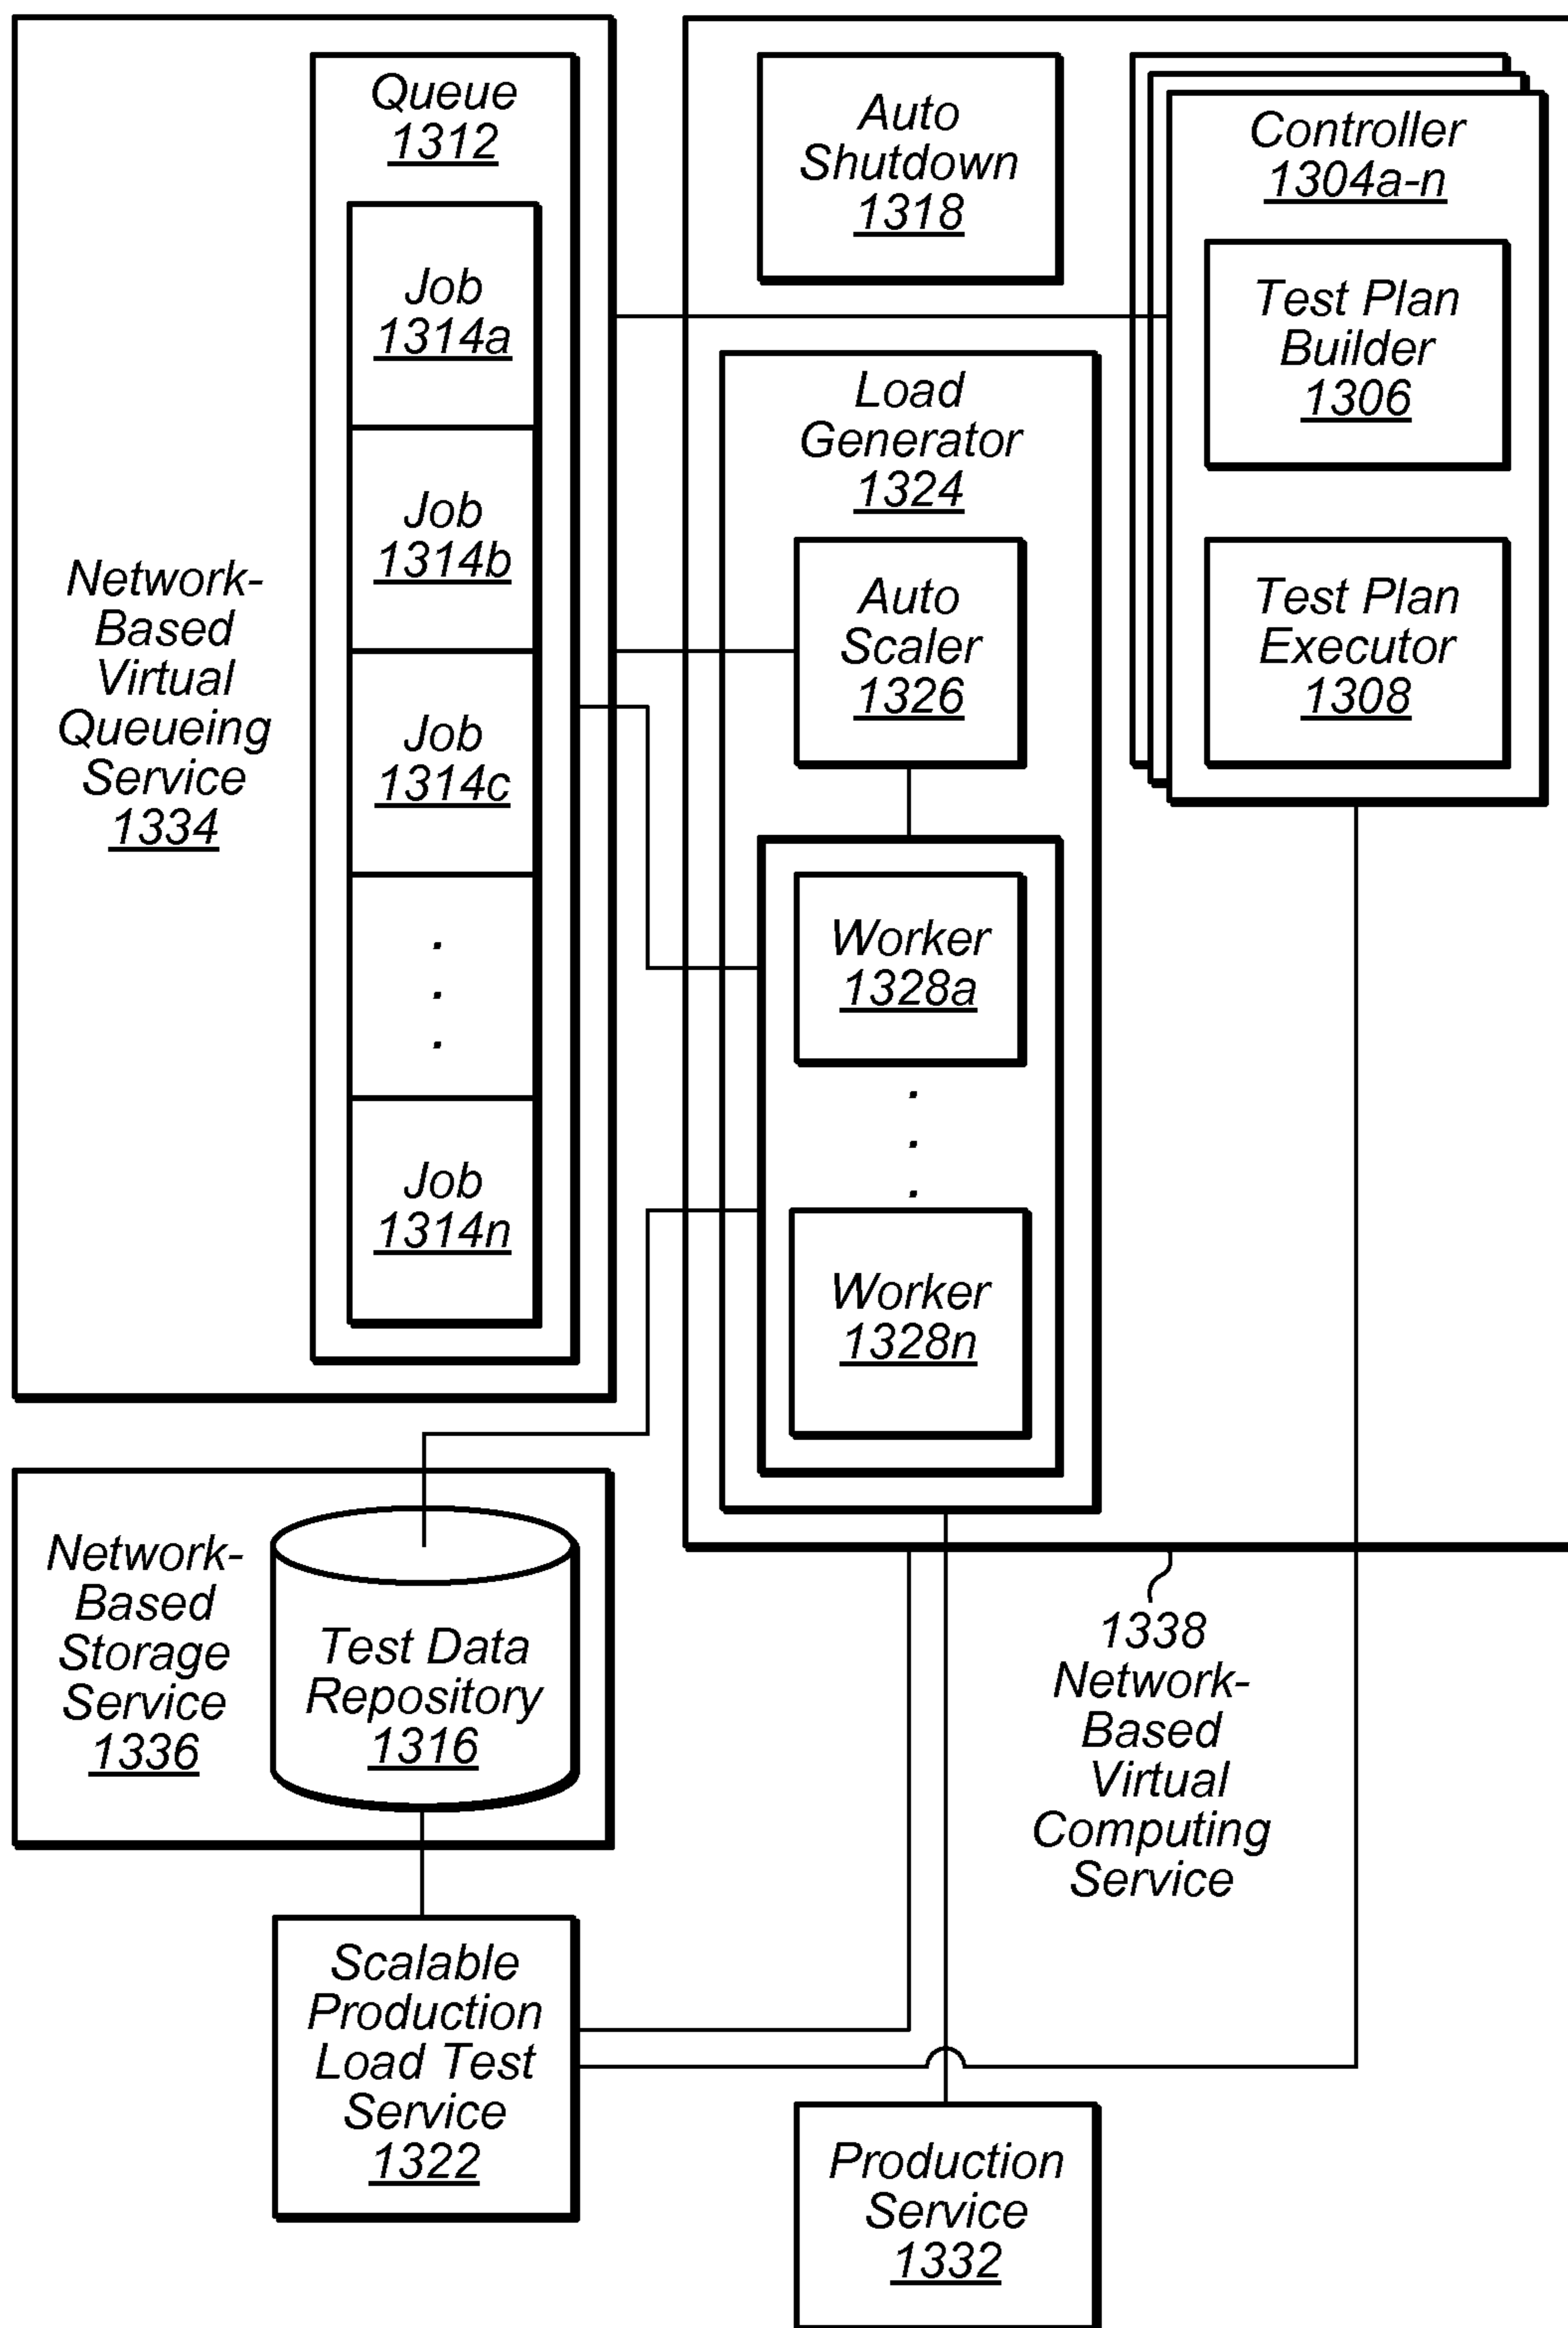 Queue
1312
Job
1314a
Job
1314b
Job
1314c
.
.
.
Job
1314n
Network-
Based
Virtual
Queueing
Service
1334
Auto
Shutdown
1318
Controller
1304a-n
Test Plan
Builder
1306
Test Plan
Executor
1308
Load
Generator
1324
Auto
Scaler
1326
Worker
1328a
.
.
.
Worker
1328n
Network-
Based
Storage
Service
1336
Test Data
Repository
1316
1338
Network-
Based
Virtual
Computing
Service
Scalable
Production
Load Test
Service
1322
Production
Service
1332